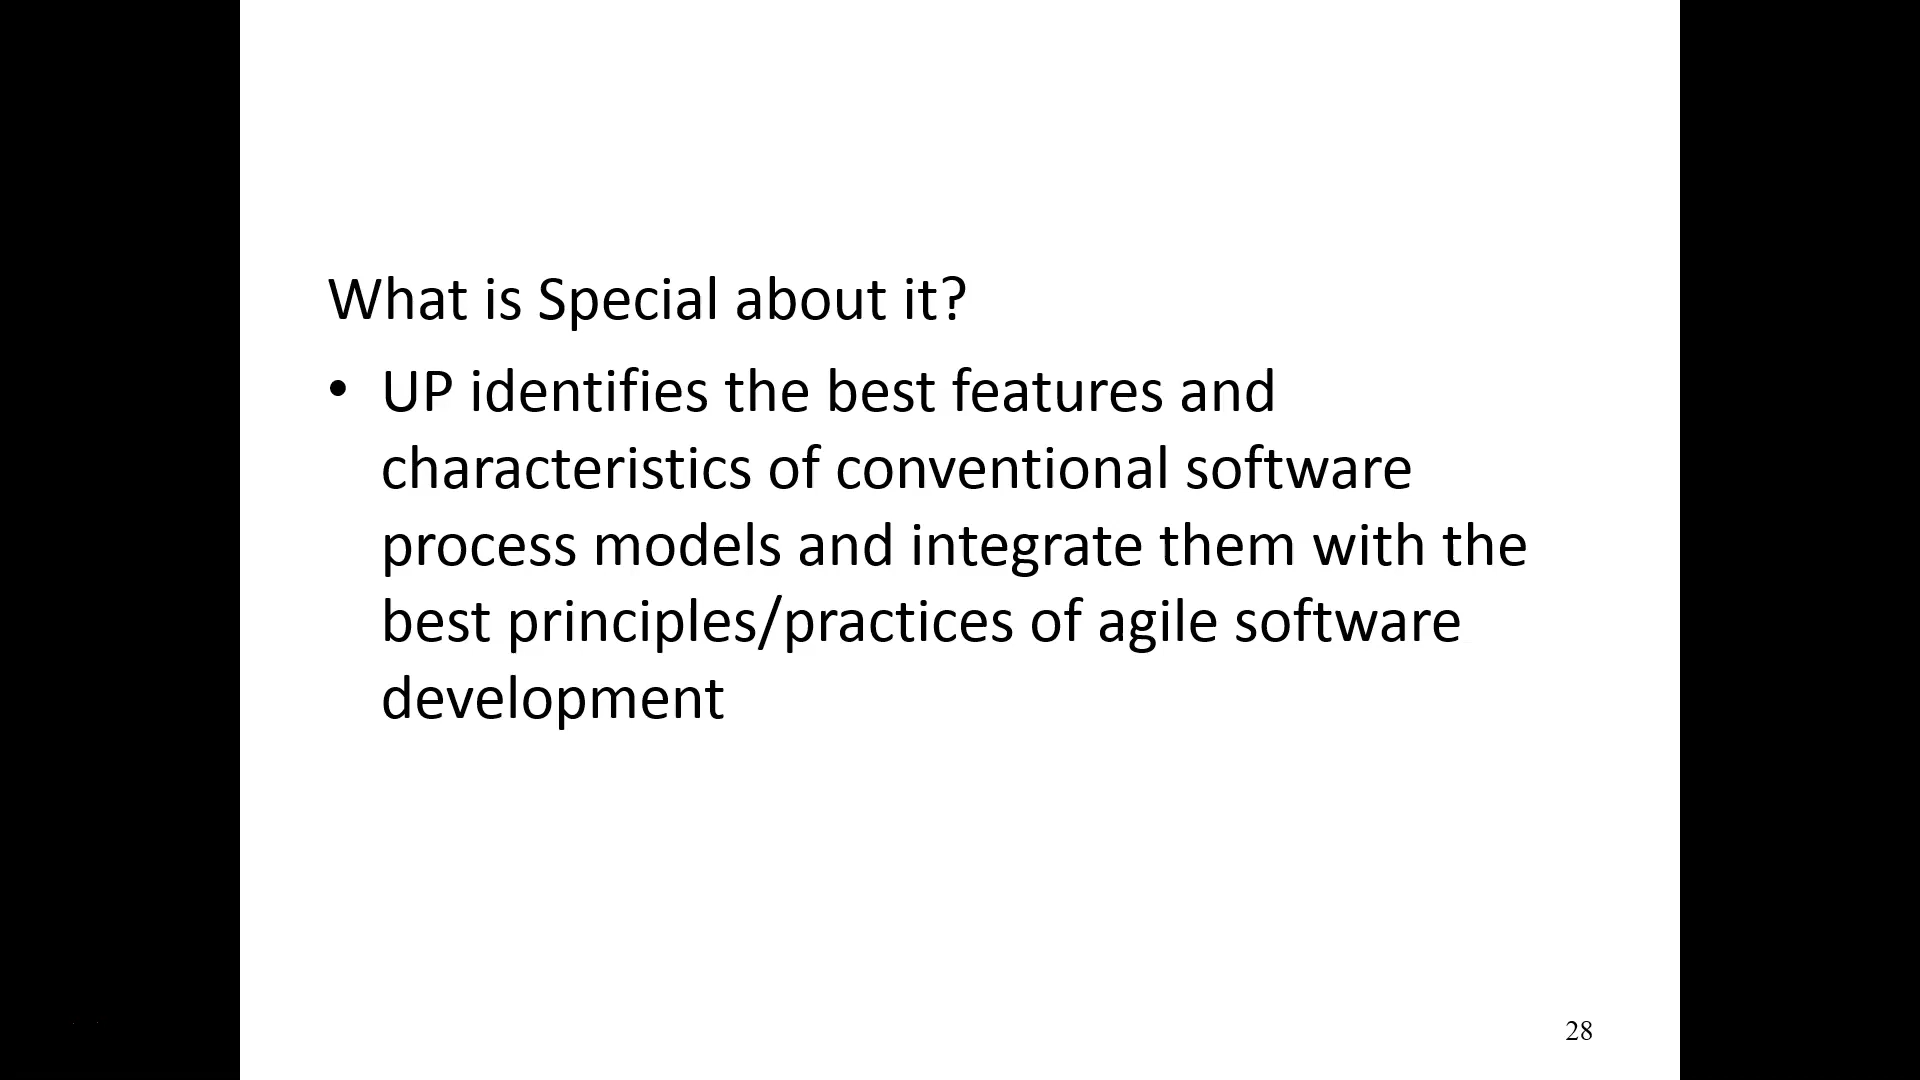 What is Special about it?
• UP identifies the best features and
characteristics of conventional software
process models and integrate them with the
best principles/practices of agile software
development
28